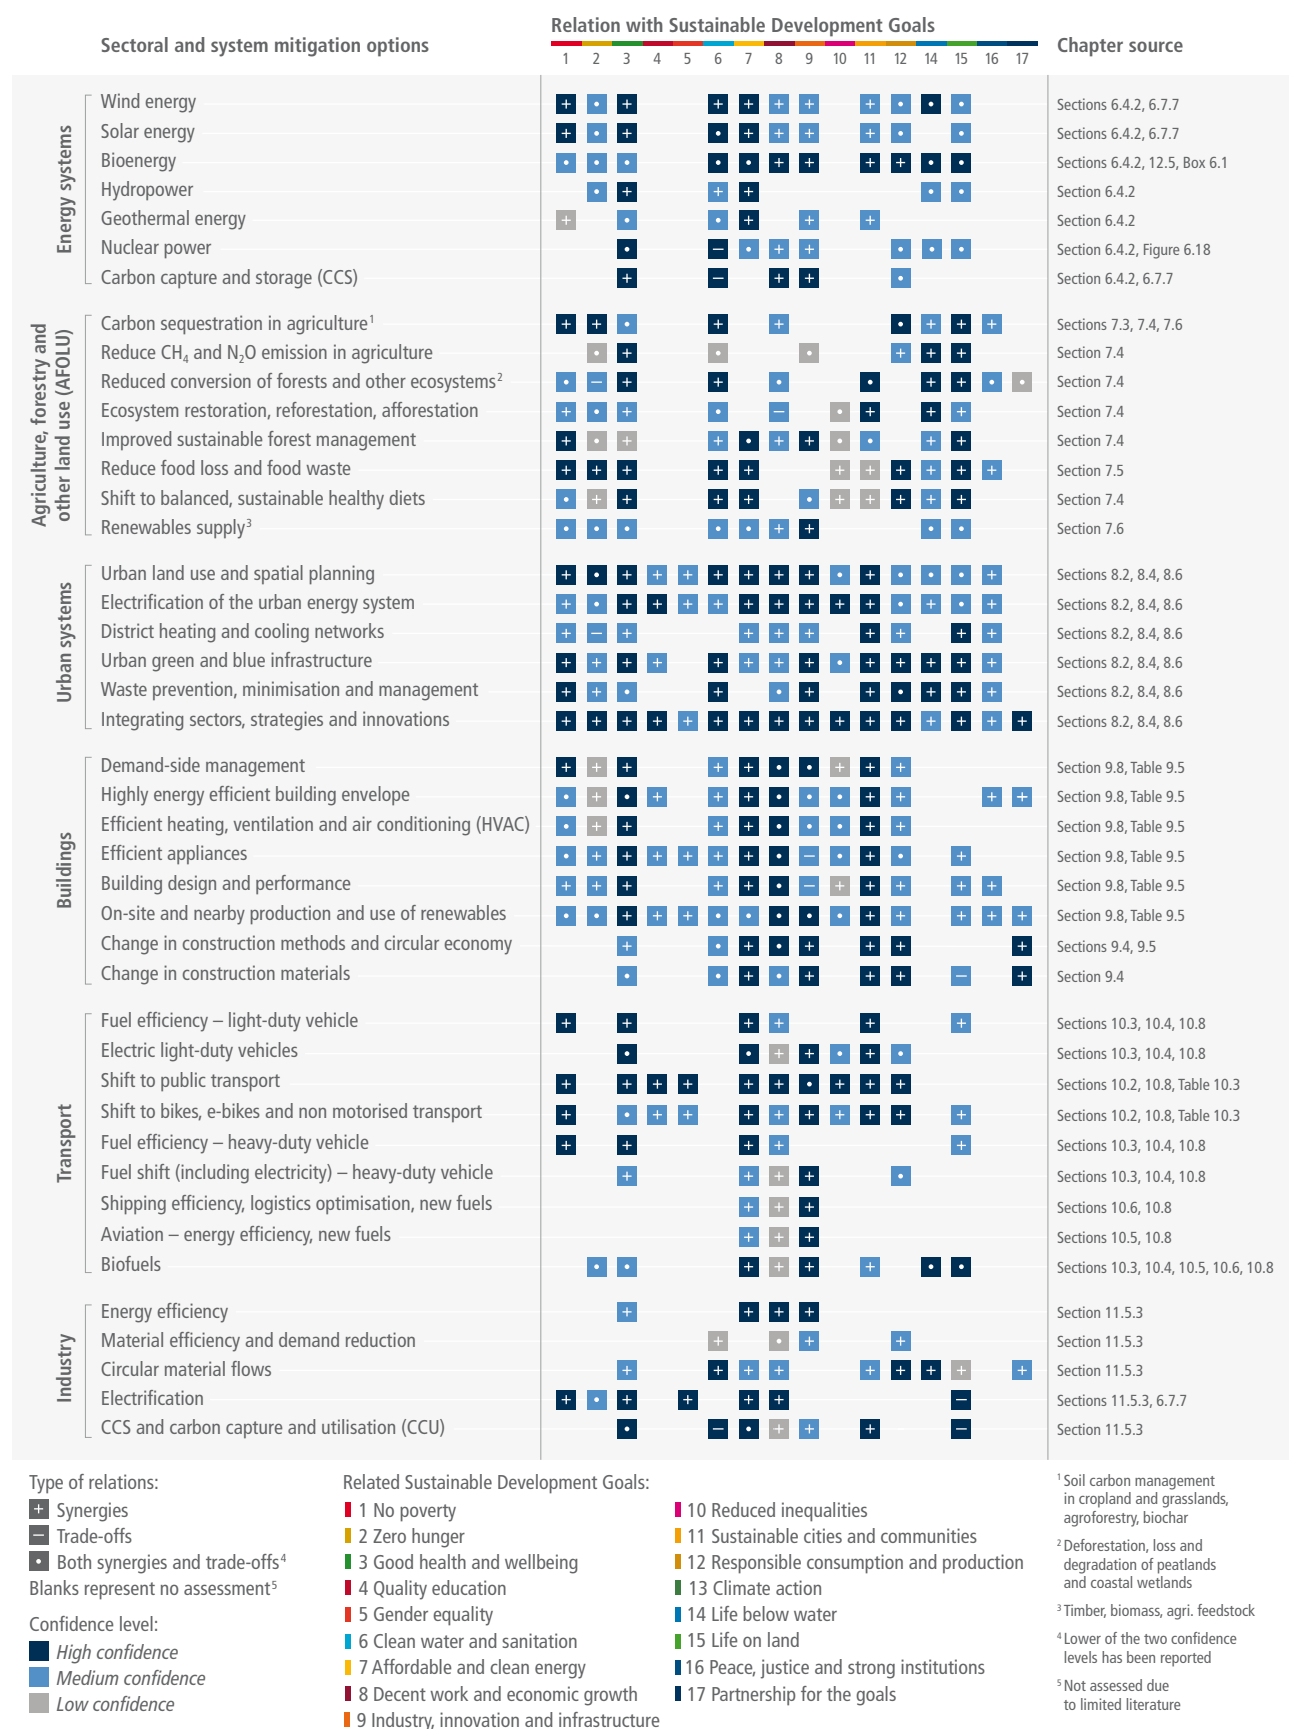 Relation with Sustainable Development Goals
Sectoral and system mitigation options
Chapter source
1 2 3 4 5 6 7 8 9 10 11 12 14 15 16 17
Energy systems
Wind energy + • + + + + + + • • • Sections 6.4.2, 6.7.7
Solar energy + • + • + + + + • • Sections 6.4.2, 6.7.7
Bioenergy • • • • • + + + + • • Sections 6.4.2, 12.5, Box 6.1
Hydropower • + + + • • Section 6.4.2
Geothermal energy + • • + + + Section 6.4.2
Nuclear power • − • + + • • • Section 6.4.2, Figure 6.18
Carbon capture and storage (CCS) + − + + • Section 6.4.2, 6.7.7
Agriculture, forestry and
other land use (AFOLU)
Carbon sequestration in agriculture¹ + + • + + • + + + Sections 7.3, 7.4, 7.6
Reduce CH₄ and N₂O emission in agriculture • + • • + + + Section 7.4
Reduced conversion of forests and other ecosystems² • − + + • • + + • • Section 7.4
Ecosystem restoration, reforestation, afforestation + • + • − • + + + Section 7.4
Improved sustainable forest management + • + + • + + • • + + Section 7.4
Reduce food loss and food waste + + + + + + + + + + + Section 7.5
Shift to balanced, sustainable healthy diets • + + + + • + + + + + Section 7.4
Renewables supply³ • • • • • + + • • Section 7.6
Urban systems
Urban land use and spatial planning + • + + + + + + + • + • • • + Sections 8.2, 8.4, 8.6
Electrification of the urban energy system + • + + + + + + + + + • + • + Sections 8.2, 8.4, 8.6
District heating and cooling networks + − + + + + + + + + Sections 8.2, 8.4, 8.6
Urban green and blue infrastructure + + + + + + + + • + + + + + Sections 8.2, 8.4, 8.6
Waste prevention, minimisation and management + + • + • + + • + + + Sections 8.2, 8.4, 8.6
Integrating sectors, strategies and innovations + + + + + + + + + + + + + + + + Sections 8.2, 8.4, 8.6
Buildings
Demand-side management + + + + + • • + + + Section 9.8, Table 9.5
Highly energy efficient building envelope • + • + + + • • • + + + + Section 9.8, Table 9.5
Efficient heating, ventilation and air conditioning (HVAC) • + + + + • • • + + Section 9.8, Table 9.5
Efficient appliances • + + + + + + • − • + • + Section 9.8, Table 9.5
Building design and performance + + + + + • − + + + + + Section 9.8, Table 9.5
On-site and nearby production and use of renewables • • + + + • • • • • + + + + + Section 9.8, Table 9.5
Change in construction methods and circular economy + • + • + + + + Sections 9.4, 9.5
Change in construction materials • • + • + + + − + Section 9.4
Transport
Fuel efficiency – light-duty vehicle + + + + + + Sections 10.3, 10.4, 10.8
Electric light-duty vehicles • • + + • + • Sections 10.3, 10.4, 10.8
Shift to public transport + + + + + + • + + + Sections 10.2, 10.8, Table 10.3
Shift to bikes, e-bikes and non motorised transport + • + + + + + + + + + Sections 10.2, 10.8, Table 10.3
Fuel efficiency – heavy-duty vehicle + + + + + Sections 10.3, 10.4, 10.8
Fuel shift (including electricity) – heavy-duty vehicle + + + + • Sections 10.3, 10.4, 10.8
Shipping efficiency, logistics optimisation, new fuels + + + Sections 10.6, 10.8
Aviation – energy efficiency, new fuels + + + Sections 10.5, 10.8
Biofuels • • + + + + • • Sections 10.3, 10.4, 10.5, 10.6, 10.8
Industry
Energy efficiency + + + + Section 11.5.3
Material efficiency and demand reduction + • + + Section 11.5.3
Circular material flows + + + + + + + + + Section 11.5.3
Electrification + • + + + + − Sections 11.5.3, 6.7.7
CCS and carbon capture and utilisation (CCU) • − • + + + − Section 11.5.3
Type of relations:
+ Synergies
− Trade-offs
• Both synergies and trade-offs⁴
Blanks represent no assessment⁵
Confidence level:
High confidence
Medium confidence
Low confidence
Related Sustainable Development Goals:
1 No poverty
2 Zero hunger
3 Good health and wellbeing
4 Quality education
5 Gender equality
6 Clean water and sanitation
7 Affordable and clean energy
8 Decent work and economic growth
9 Industry, innovation and infrastructure
10 Reduced inequalities
11 Sustainable cities and communities
12 Responsible consumption and production
13 Climate action
14 Life below water
15 Life on land
16 Peace, justice and strong institutions
17 Partnership for the goals
¹ Soil carbon management
in cropland and grasslands,
agroforestry, biochar
² Deforestation, loss and
degradation of peatlands
and coastal wetlands
³ Timber, biomass, agri. feedstock
⁴ Lower of the two confidence
levels has been reported
⁵ Not assessed due
to limited literature